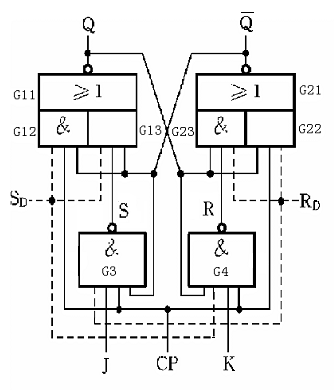 Q Q̅
G11 ≥1 ≥1 G21
G12 & G13 G23 & G22
S_D S R R_D
& &
G3 G4
J CP K